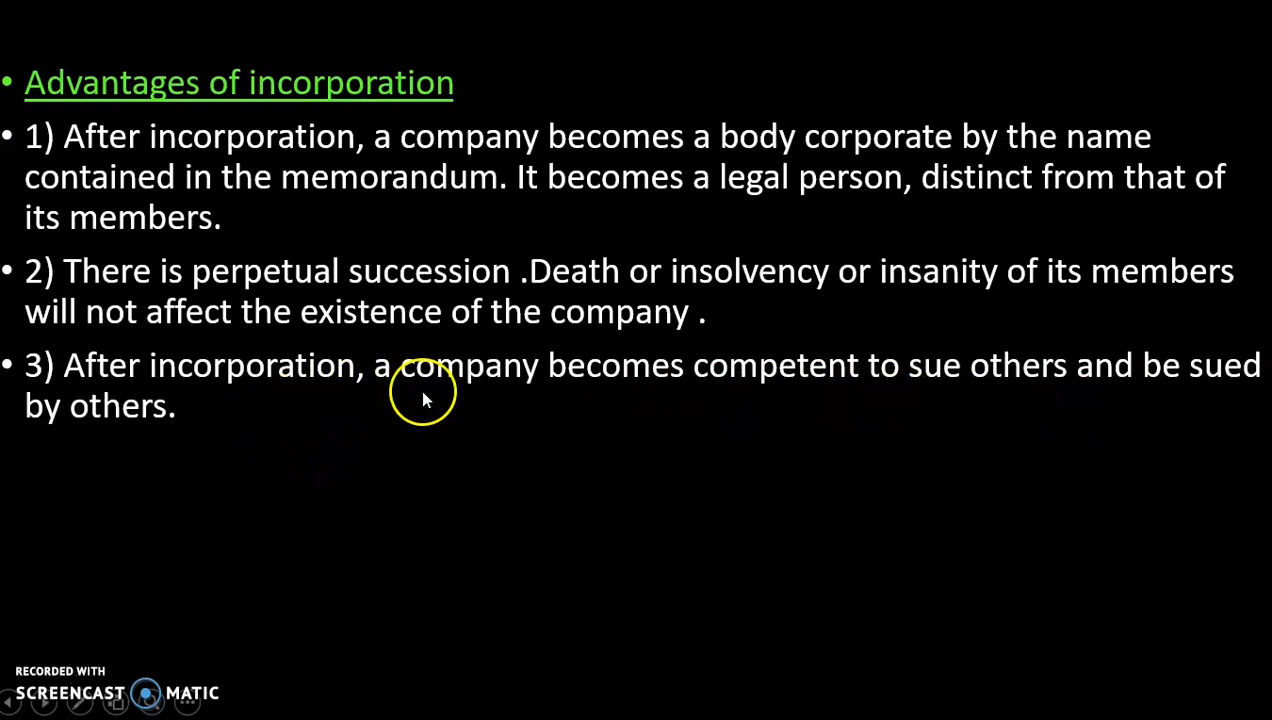 • Advantages of incorporation
• 1) After incorporation, a company becomes a body corporate by the name
contained in the memorandum. It becomes a legal person, distinct from that of
its members.
• 2) There is perpetual succession .Death or insolvency or insanity of its members
will not affect the existence of the company .
• 3) After incorporation, a company becomes competent to sue others and be sued
by others.
RECORDED WITH
SCREENCAST MATIC